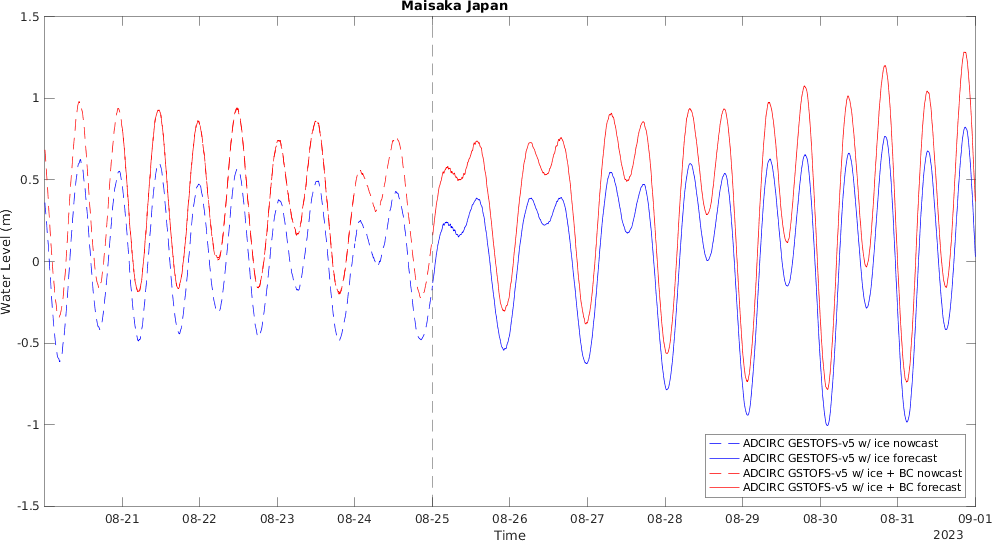 Maisaka Japan
Water Level (m)
1.5
1
0.5
0
-0.5
-1
-1.5
ADCIRC GESTOFS-v5 w/ ice nowcast
ADCIRC GESTOFS-v5 w/ ice forecast
ADCIRC GSTOFS-v5 w/ ice + BC nowcast
ADCIRC GSTOFS-v5 w/ ice + BC forecast
08-21 08-22 08-23 08-24 08-25 08-26 08-27 08-28 08-29 08-30 08-31 09-01
Time
2023